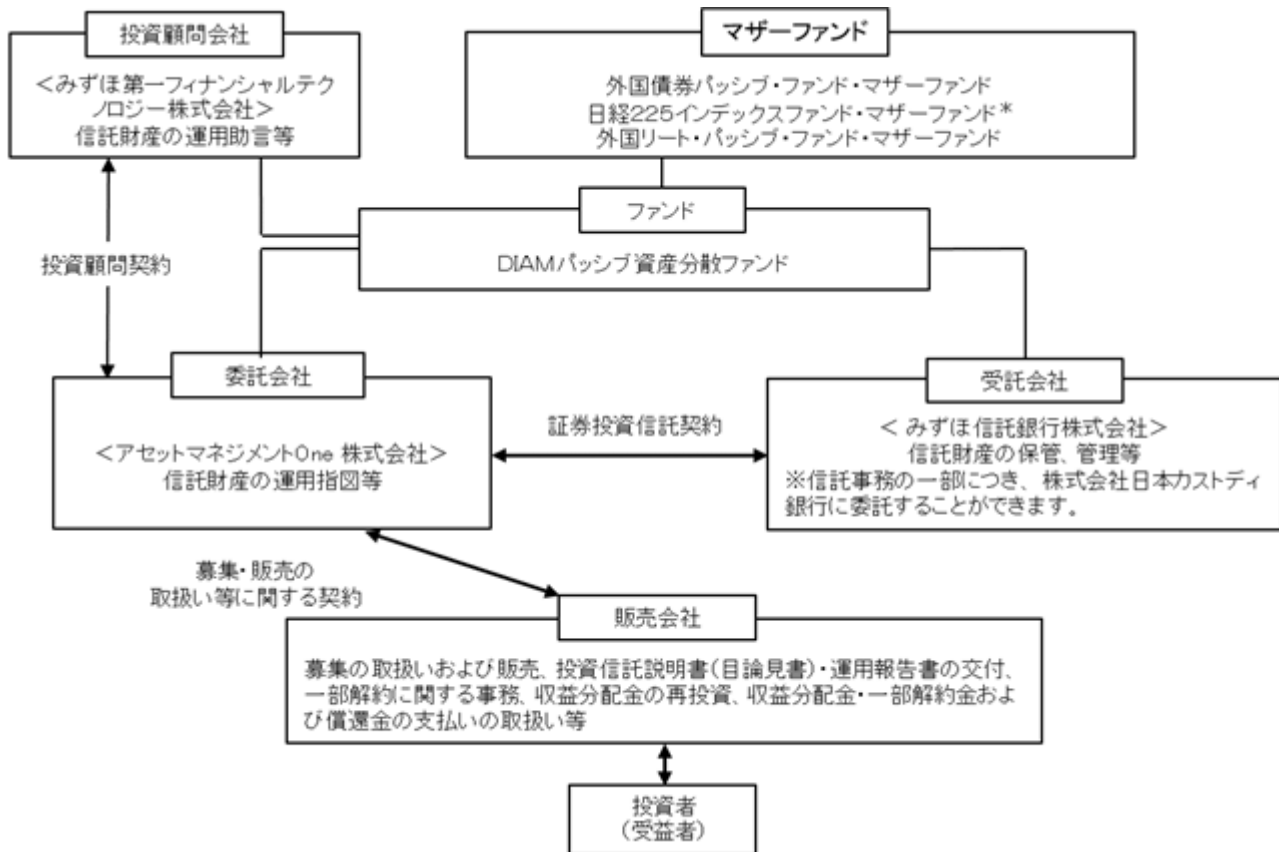 投資顧問会社
＜みずほ第一フィナンシャルテク
ノロジー株式会社＞
信託財産の運用助言等
マザーファンド
外国債券パッシブ・ファンド・マザーファンド
日経225インデックスファンド・マザーファンド＊
外国リート・パッシブ・ファンド・マザーファンド
ファンド
DIAMパッシブ資産分散ファンド
投資顧問契約
委託会社
＜アセットマネジメントOne 株式会社＞
信託財産の運用指図等
証券投資信託契約
受託会社
＜ みずほ信託銀行株式会社＞
信託財産の保管、管理等
※信託事務の一部につき、株式会社日本カストディ
銀行に委託することができます。
募集・販売の
取扱い等に関する契約
販売会社
募集の取扱いおよび販売、投資信託説明書（目論見書）・運用報告書の交付、
一部解約に関する事務、収益分配金の再投資、収益分配金・一部解約金およ
び償還金の支払いの取扱い等
投資者
（受益者）